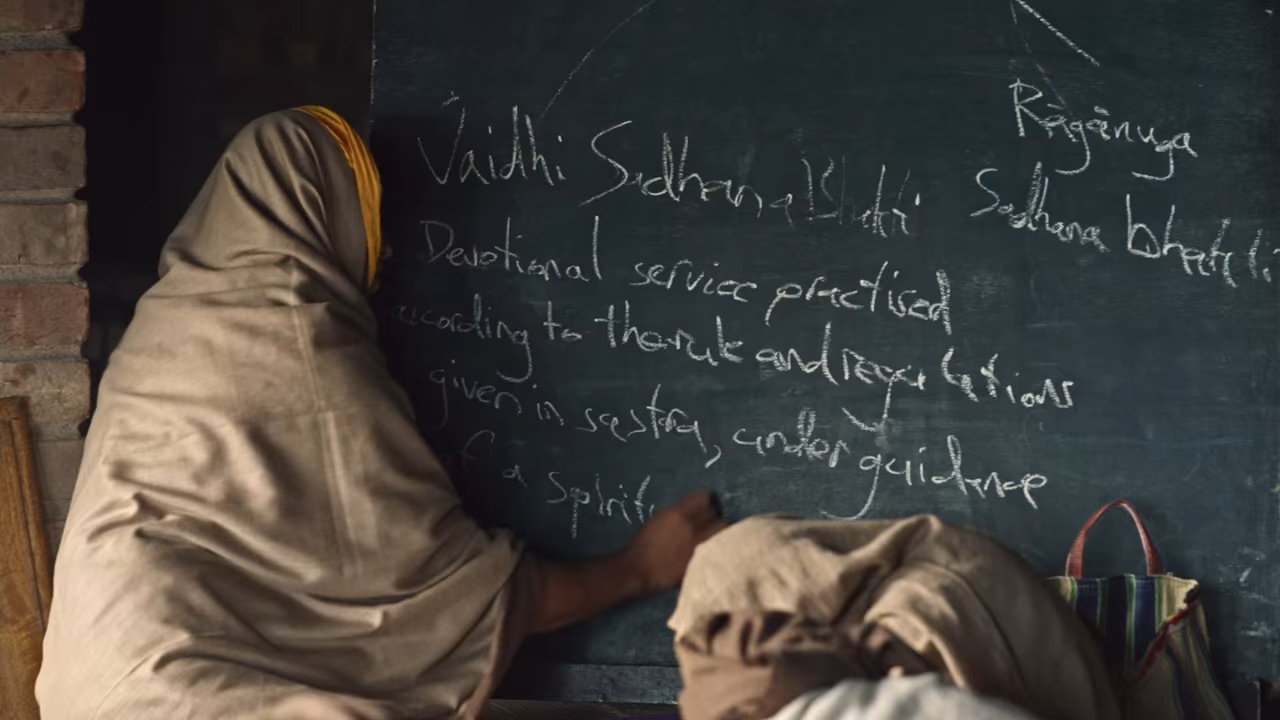 Vaidhi Sadhana Bhakti
Devotional service practised
according to the rule and regulations
given in sastra, under guidance
of a spirit
Rāgānuga
Sadhana bhakti